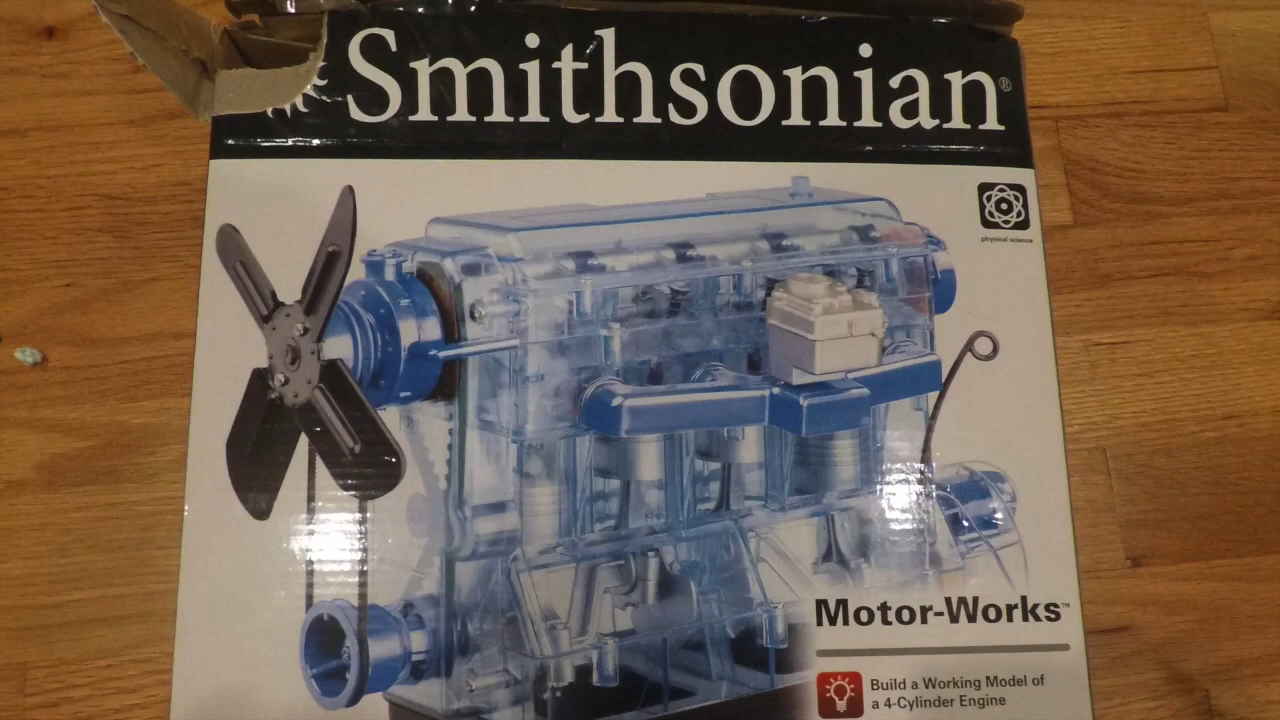 Smithsonian®
physical science
Motor-Works™
Build a Working Model of
a 4-Cylinder Engine